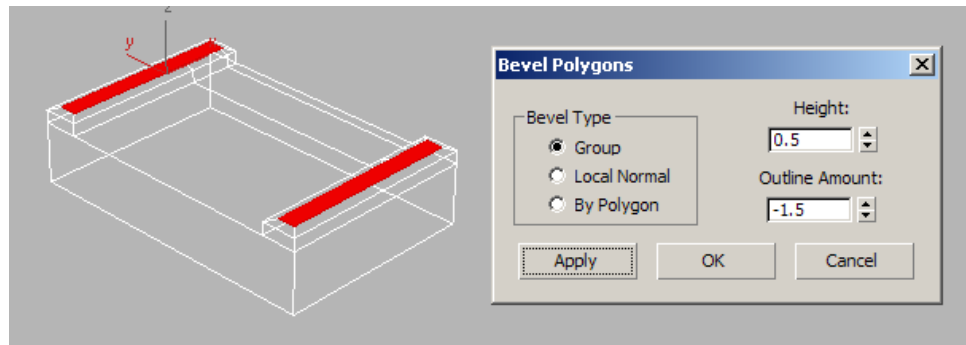 z
y
Bevel Polygons
Bevel Type
Group
Local Normal
By Polygon
Height:
0.5
Outline Amount:
-1.5
Apply
OK
Cancel